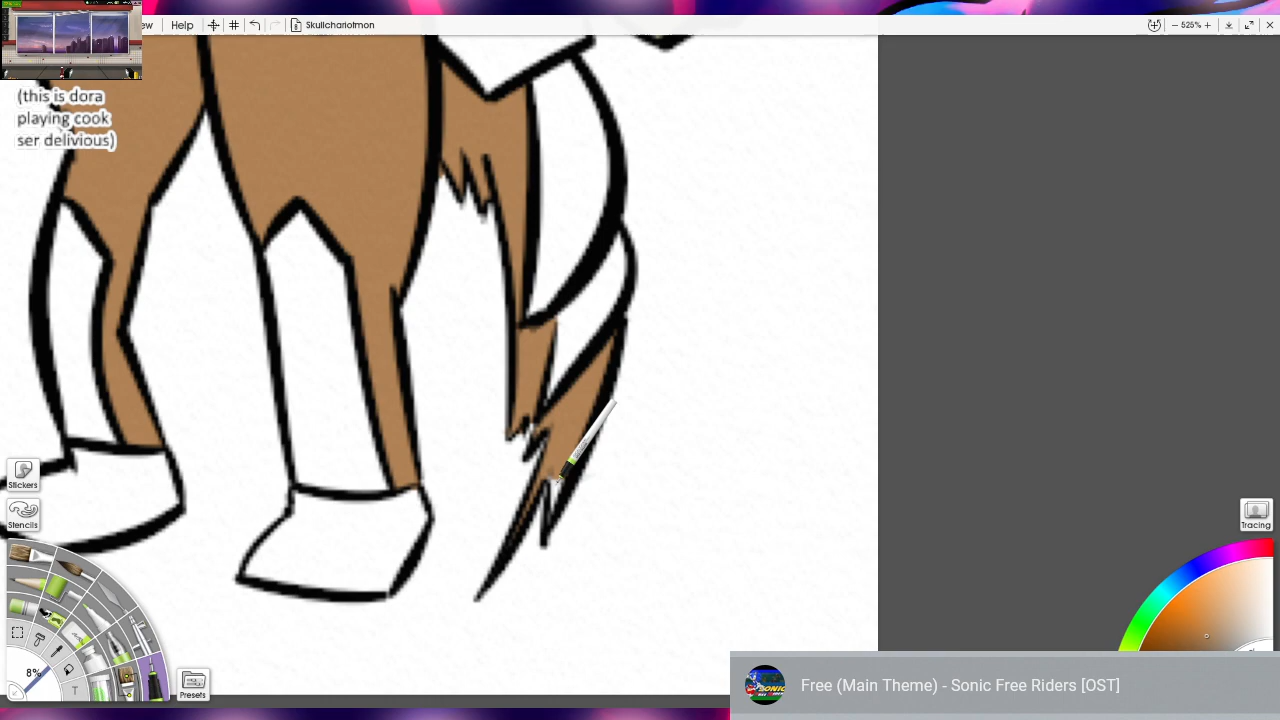 ew Help Skullchariotmon 525%
(this is dora
playing cook
ser delivious)
Stickers
Stencils
Tracing
8%
T
Presets
Free (Main Theme) - Sonic Free Riders [OST]